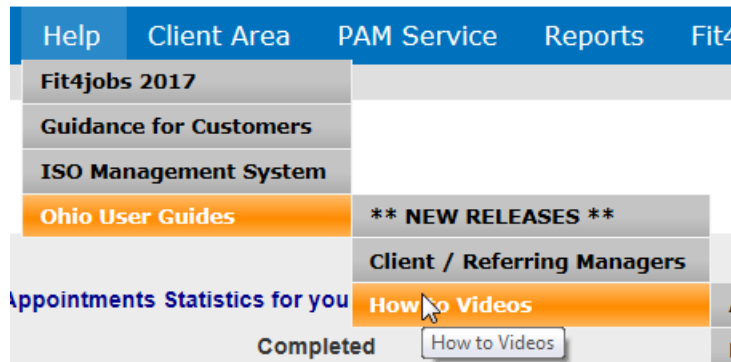 Help Client Area PAM Service Reports Fit4
Fit4jobs 2017
Guidance for Customers
ISO Management System
Ohio User Guides ** NEW RELEASES **
Client / Referring Managers
Appointments Statistics for you How to Videos
Completed How to Videos